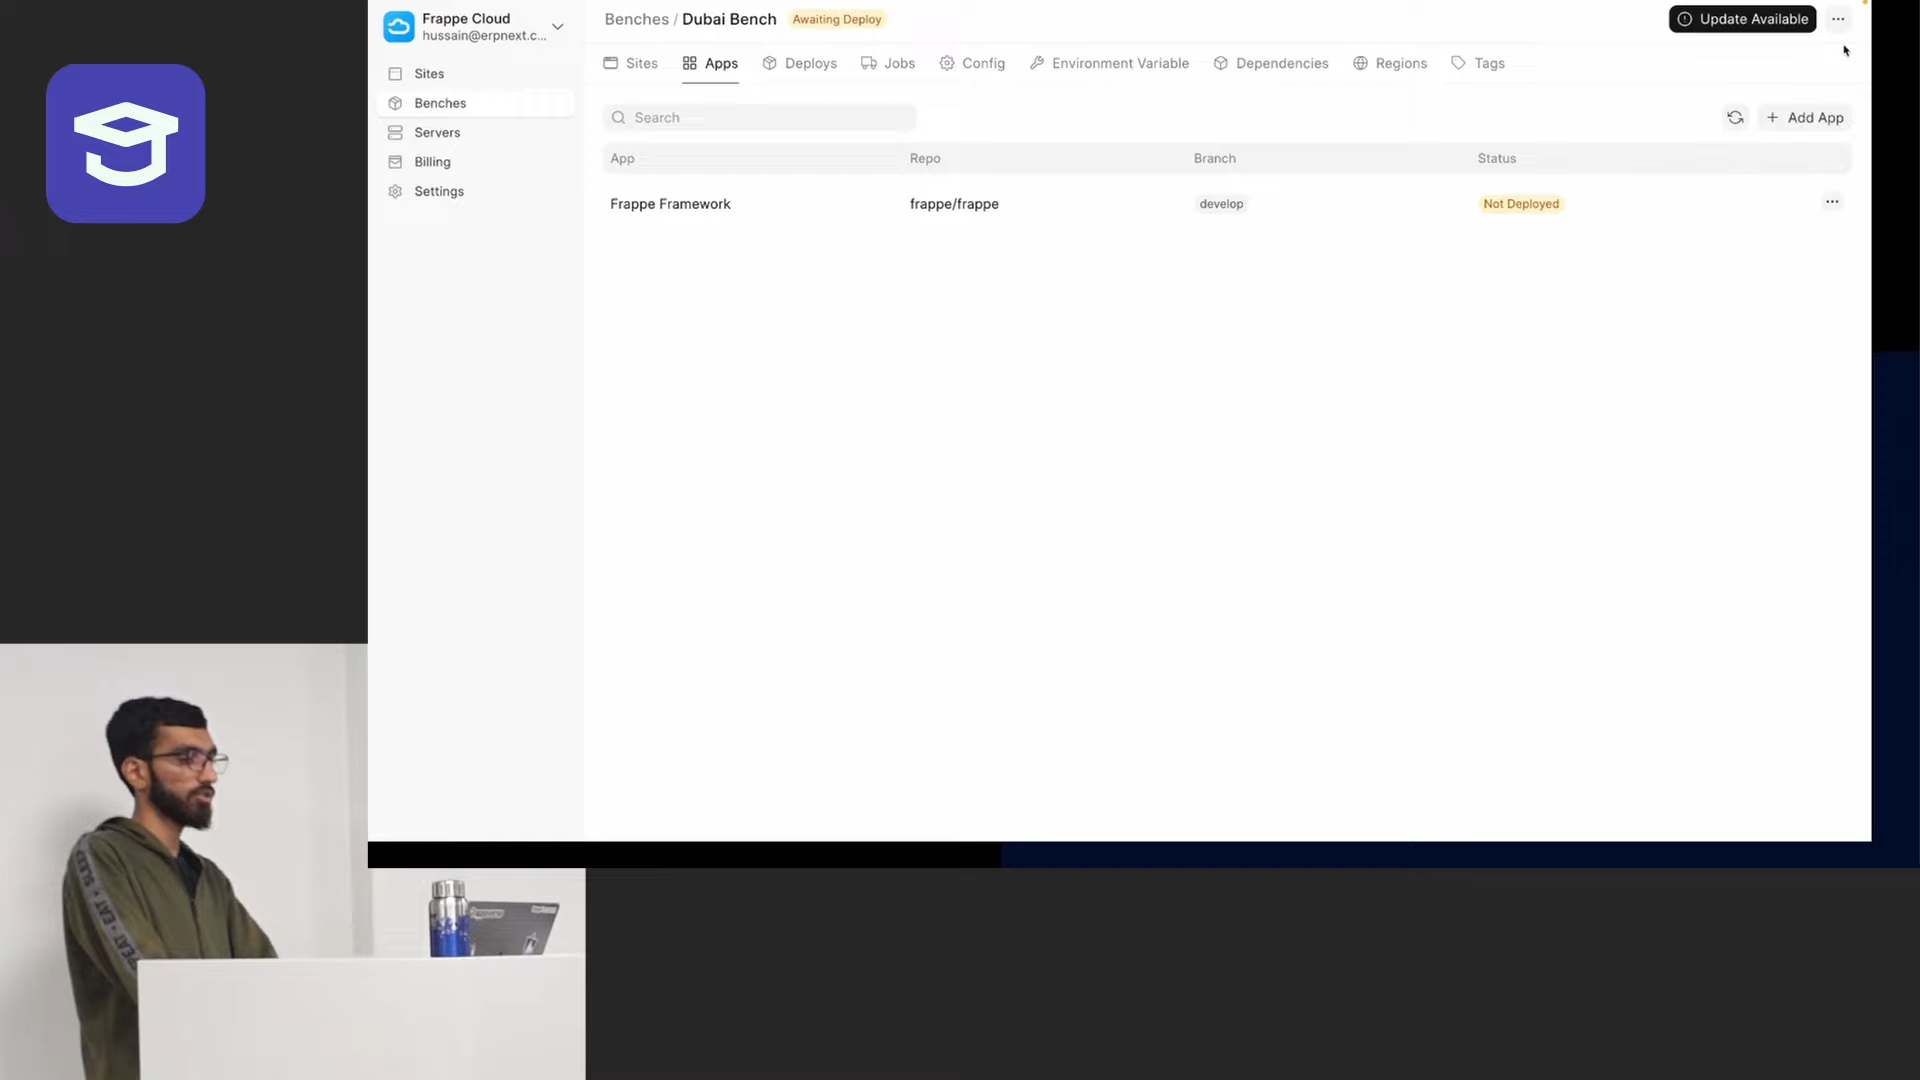 Frappe Cloud
hussain@erpnext.c...
Sites
Benches
Servers
Billing
Settings
Benches / Dubai Bench Awaiting Deploy
Update Available
Sites Apps Deploys Jobs Config Environment Variable Dependencies Regions Tags
Search
Add App
App Repo Branch Status
Frappe Framework frappe/frappe develop Not Deployed
EAT • SLEEP